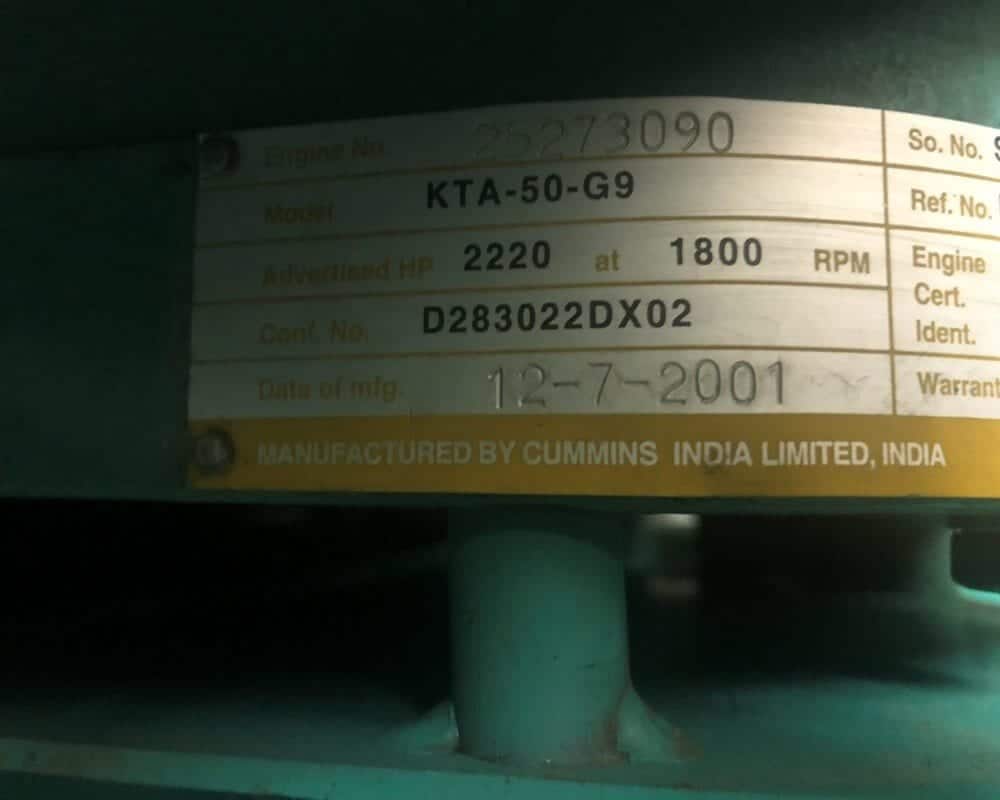 Engine No. 25273090
Model KTA-50-G9
Advertised HP 2220 at 1800 RPM
Conf. No. D283022DX02
Date of mfg. 12-7-2001
MANUFACTURED BY CUMMINS INDIA LIMITED, INDIA
So. No.
Ref. No.
Engine
Cert.
Ident.